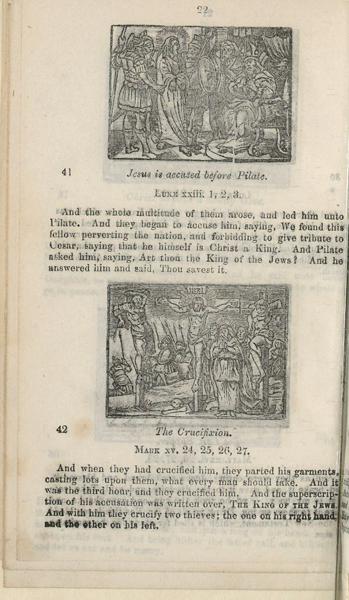 22
INRI
41
Jesus is accused before Pilate.
LUKE xxiii. 1, 2, 3.
And the whole multitude of them arose, and led him unto
Pilate. And they began to accuse him, saying, We found this
fellow perverting the nation, and forbidding to give tribute to
Cesar, saying that he himself is Christ a King. And Pilate
asked him, saying, Art thou the King of the Jews? And he
answered him and said, Thou sayest it.
42
The Crucifixion.
MARK xv. 24, 25, 26, 27.
And when they had crucified him, they parted his garments,
casting lots upon them, what every man should take. And it
was the third hour, and they crucified him. And the superscrip-
tion of his accusation was written over, THE KING OF THE JEWS.
And with him they crucify two thieves; the one on his right hand,
and the other on his left.